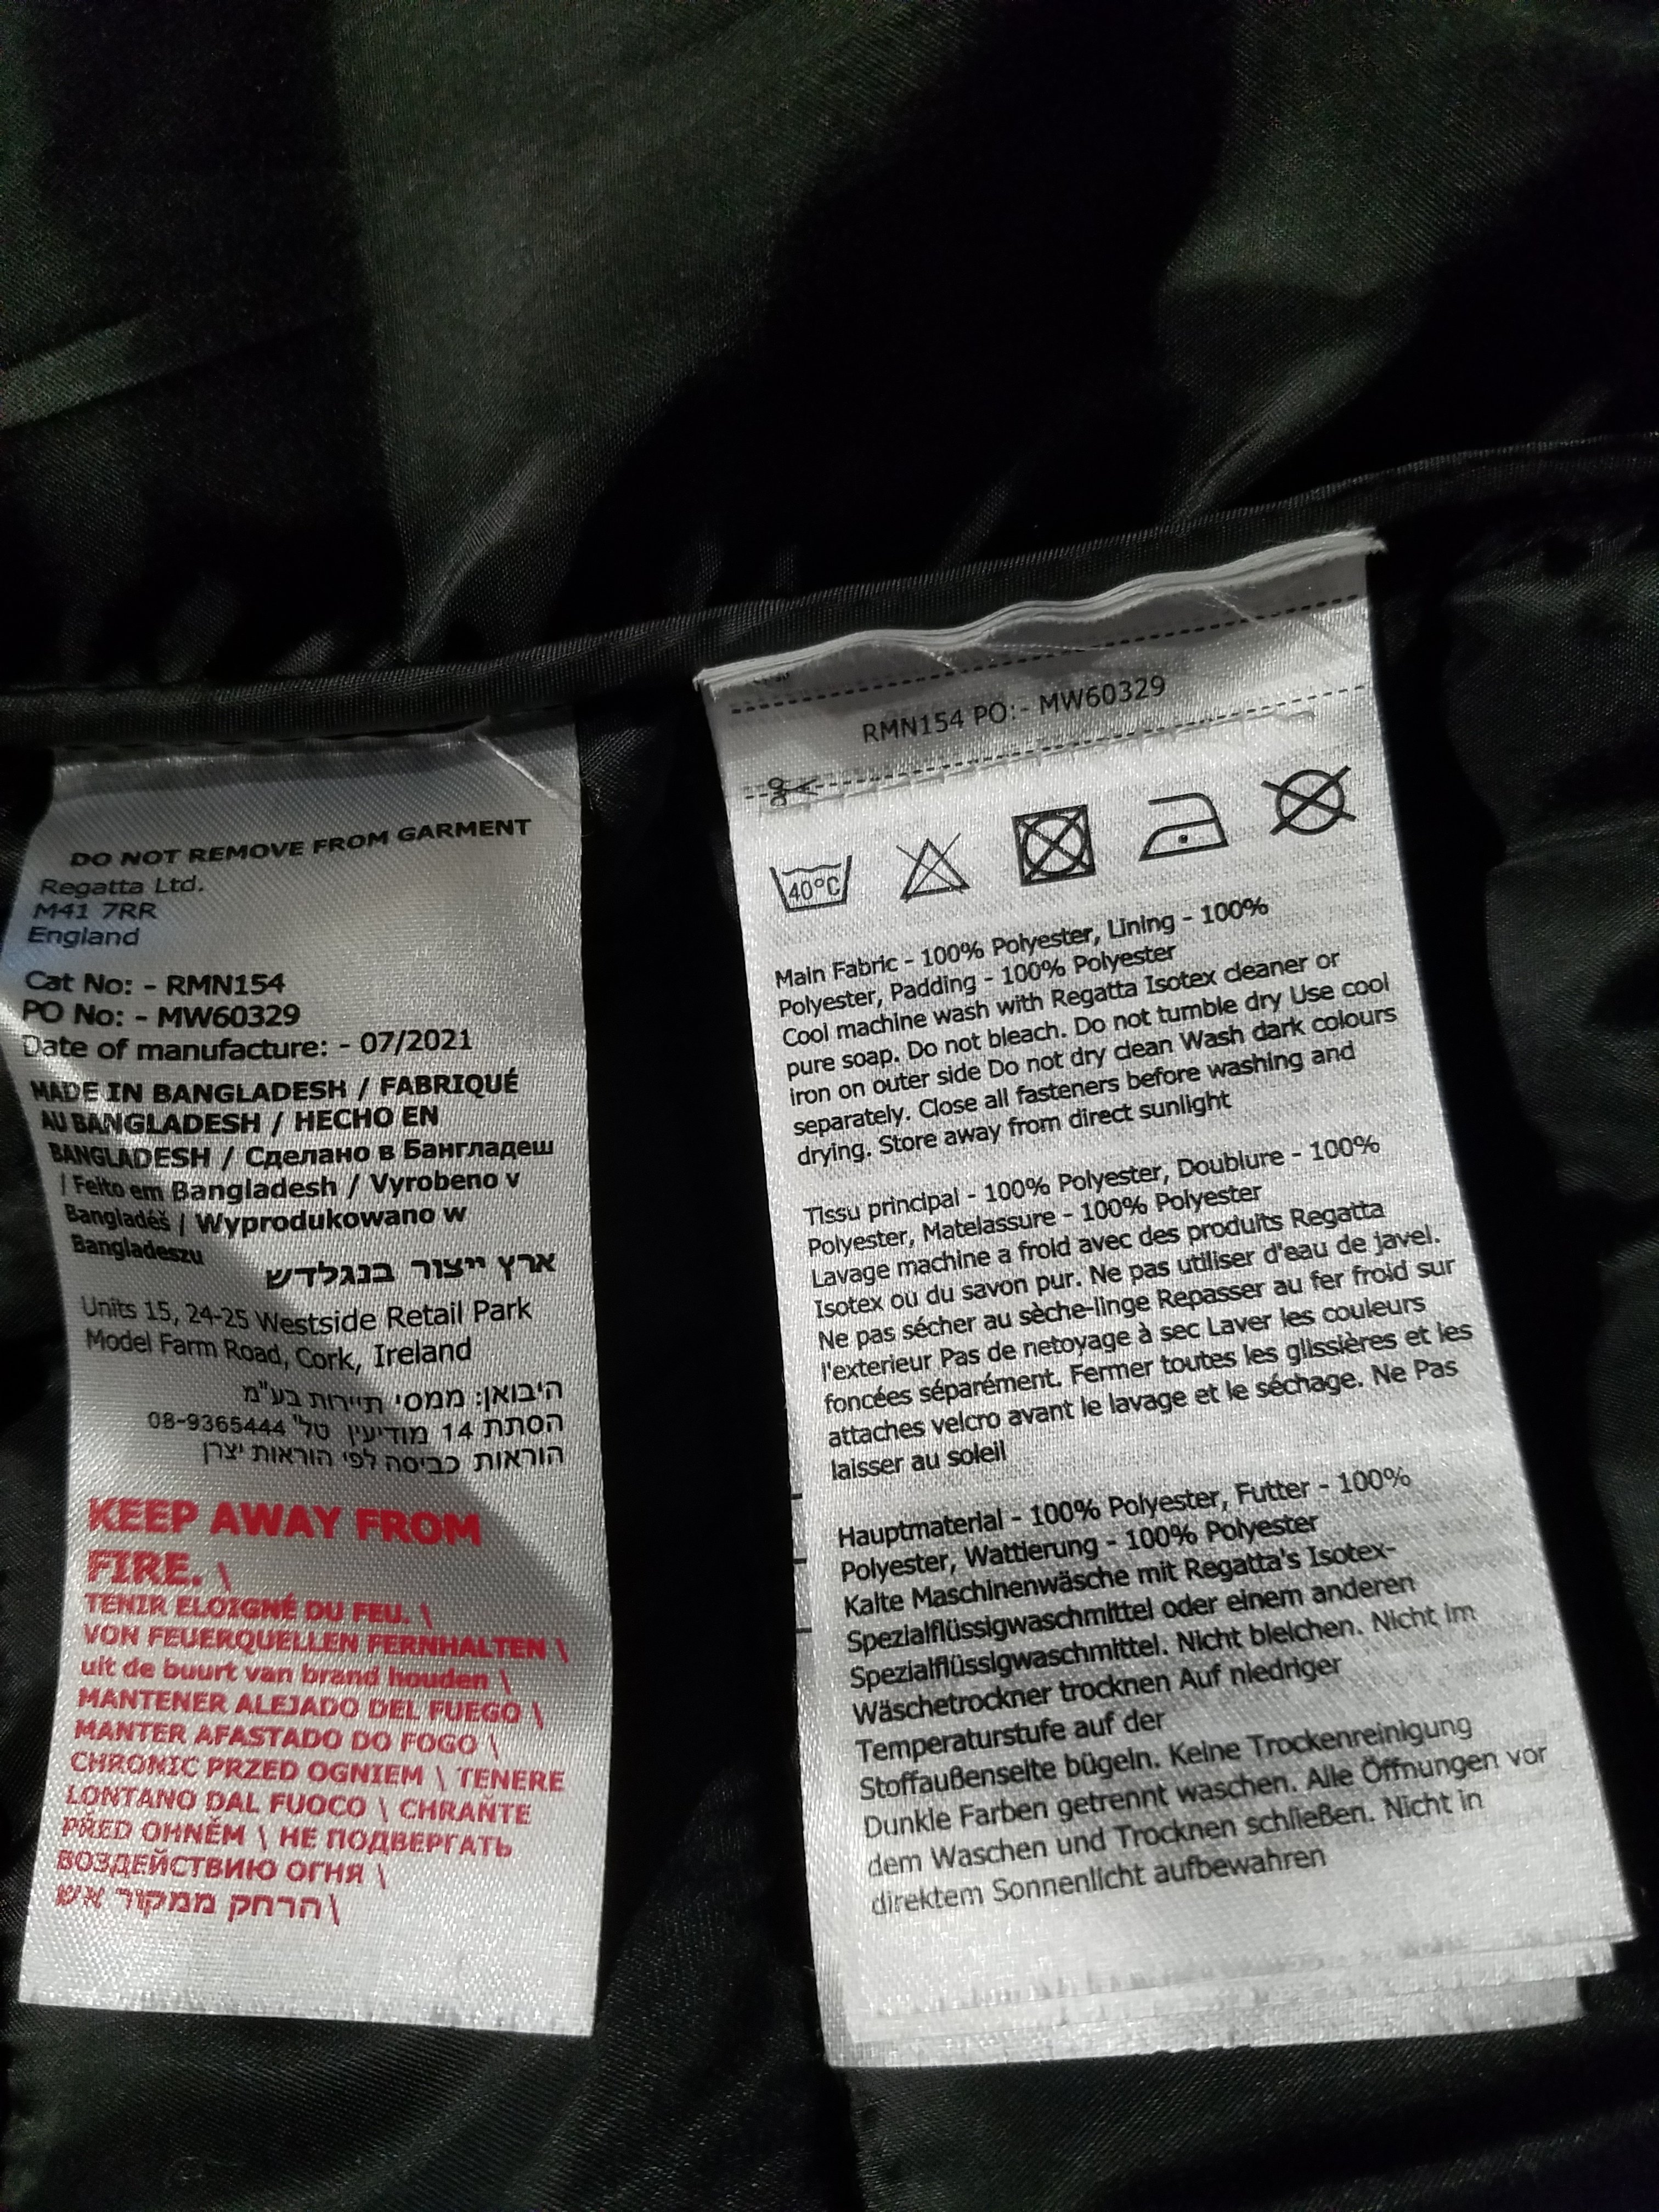 DO NOT REMOVE FROM GARMENT
Regatta Ltd.
M41 7RR
England
Cat No: - RMN154
PO No: - MW60329
Date of manufacture: - 07/2021
MADE IN BANGLADESH / FABRIQUÉ
AU BANGLADESH / HECHO EN
BANGLADESH / Сделано в Бангладеш
/ Feito em Bangladesh / Vyrobeno v
Bangladéš / Wyprodukowano w
Bangladeszu
ארץ ייצור בנגלדש
Units 15, 24-25 Westside Retail Park
Model Farm Road, Cork, Ireland
היבואן: ממסי תיירות בע"מ
הסתת 14 מודיעין טל' 08-9365444
הוראות כביסה לפי הוראות יצרן
KEEP AWAY FROM
FIRE. \
TENIR ELOIGNÉ DU FEU. \
VON FEUERQUELLEN FERNHALTEN \
uit de buurt van brand houden \
MANTENER ALEJADO DEL FUEGO \
MANTER AFASTADO DO FOGO \
CHRONIC PRZED OGNIEM \ TENERE
LONTANO DAL FUOCO \ CHRAŇTE
PŘED OHNĚM \ НЕ ПОДВЕРГАТЬ
ВОЗДЕЙСТВИЮ ОГНЯ \
הרחק ממקור אש\
RMN154 PO:- MW60329
40°C
Main Fabric - 100% Polyester, Lining - 100%
Polyester, Padding - 100% Polyester
Cool machine wash with Regatta Isotex cleaner or
pure soap. Do not bleach. Do not tumble dry Use cool
iron on outer side Do not dry clean Wash dark colours
separately. Close all fasteners before washing and
drying. Store away from direct sunlight
Tissu principal - 100% Polyester, Doublure - 100%
Polyester, Matelassure - 100% Polyester
Lavage machine a froid avec des produits Regatta
Isotex ou du savon pur. Ne pas utiliser d'eau de javel.
Ne pas sécher au sèche-linge Repasser au fer froid sur
l'exterieur Pas de netoyage à sec Laver les couleurs
foncées séparément. Fermer toutes les glissières et les
attaches velcro avant le lavage et le séchage. Ne Pas
laisser au soleil
Hauptmaterial - 100% Polyester, Futter - 100%
Polyester, Wattierung - 100% Polyester
Kalte Maschinenwäsche mit Regatta's Isotex-
Spezialflüssigwaschmittel oder einem anderen
Spezialflüssigwaschmittel. Nicht bleichen. Nicht im
Wäschetrockner trocknen Auf niedriger
Temperaturstufe auf der
Stoffaußenseite bügeln. Keine Trockenreinigung
Dunkle Farben getrennt waschen. Alle Öffnungen vor
dem Waschen und Trocknen schließen. Nicht in
direktem Sonnenlicht aufbewahren